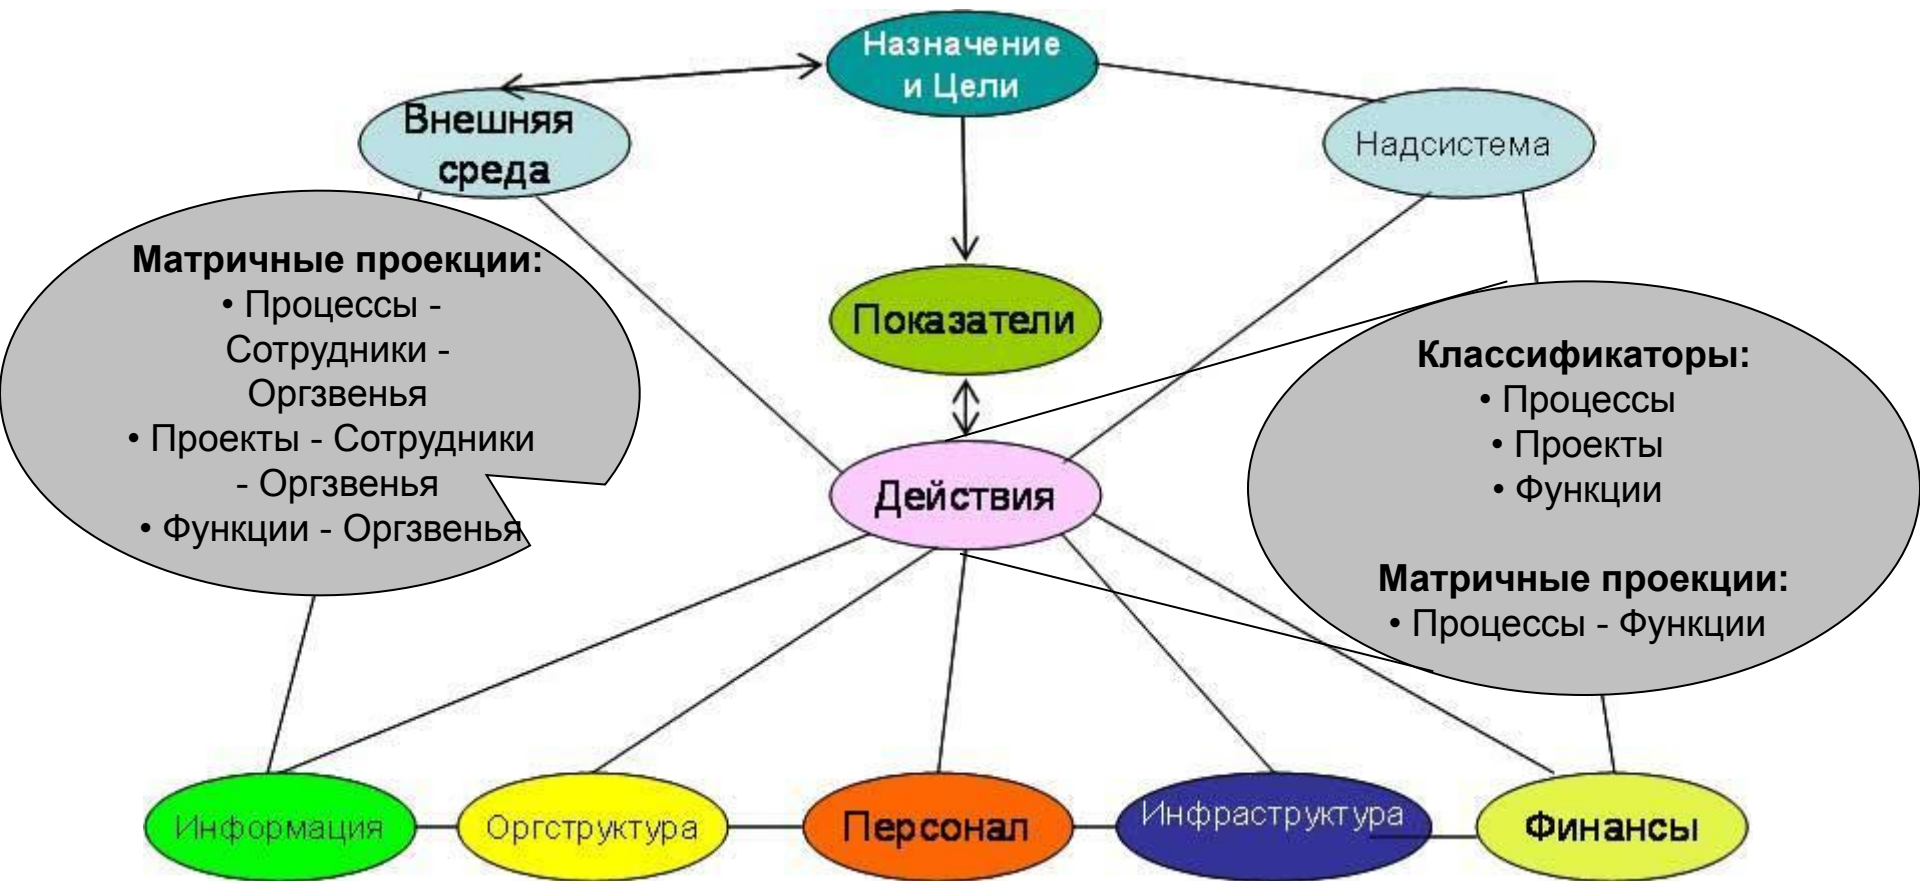 Назначение
и Цели
Внешняя
среда
Надсистема
Матричные проекции:
• Процессы -
Сотрудники -
Оргзвенья
• Проекты - Сотрудники
- Оргзвенья
• Функции - Оргзвенья
Показатели
Классификаторы:
• Процессы
• Проекты
• Функции
Матричные проекции:
• Процессы - Функции
Действия
Информация
Оргструктура
Персонал
Инфраструктура
Финансы